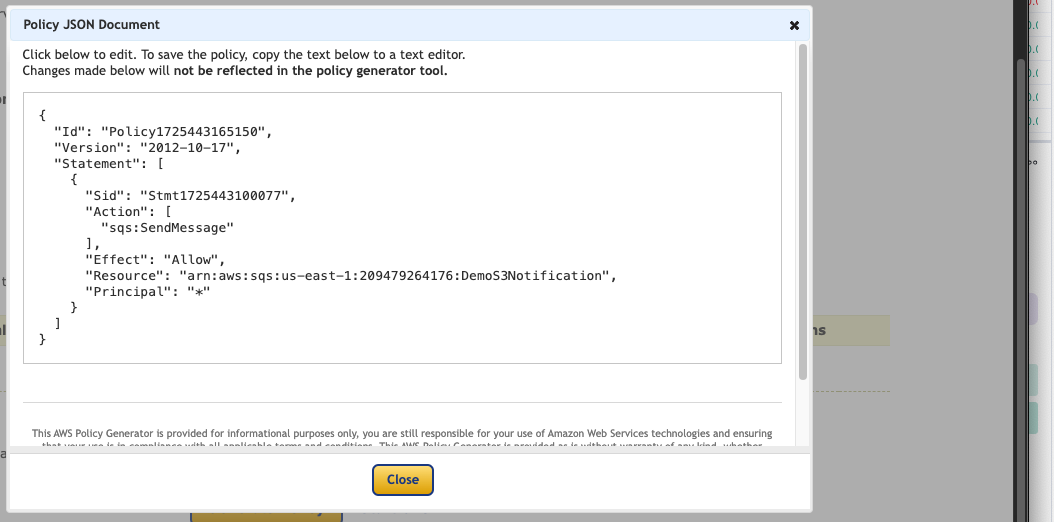 Policy JSON Document
Click below to edit. To save the policy, copy the text below to a text editor.
Changes made below will not be reflected in the policy generator tool.
{
  "Id": "Policy1725443165150",
  "Version": "2012-10-17",
  "Statement": [
    {
      "Sid": "Stmt1725443100077",
      "Action": [
        "sqs:SendMessage"
      ],
      "Effect": "Allow",
      "Resource": "arn:aws:sqs:us-east-1:209479264176:DemoS3Notification",
      "Principal": "*"
    }
  ]
}
This AWS Policy Generator is provided for informational purposes only, you are still responsible for your use of Amazon Web Services technologies and ensuring
that your use is in compliance with all applicable terms and conditions. This AWS Policy Generator is provided as is without warranty of any kind, whether
Close